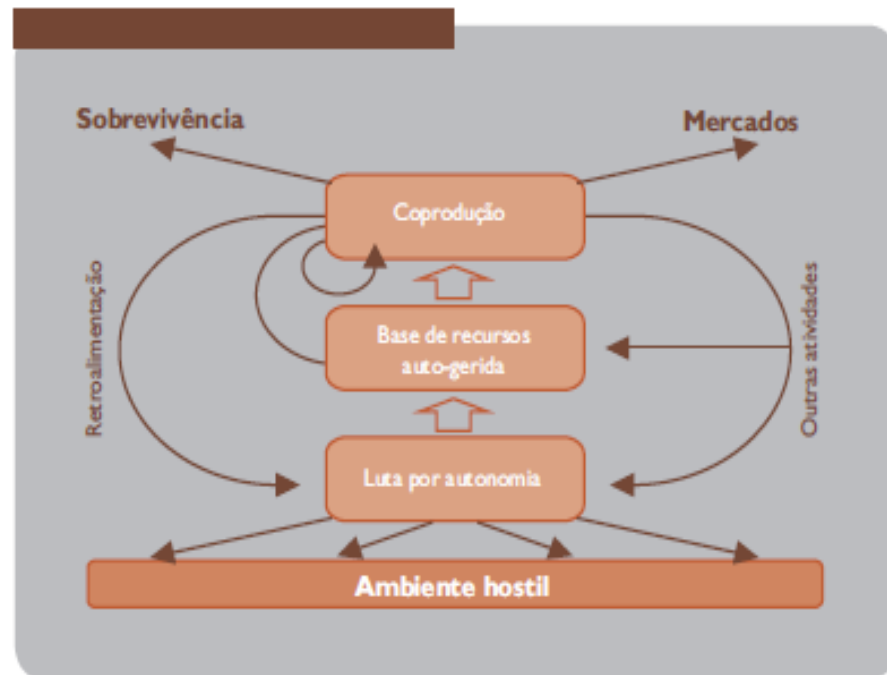 Sobrevivência
Mercados
Coprodução
Retroalimentação
Base de recursos
auto-gerida
Outras atividades
Luta por autonomia
Ambiente hostil